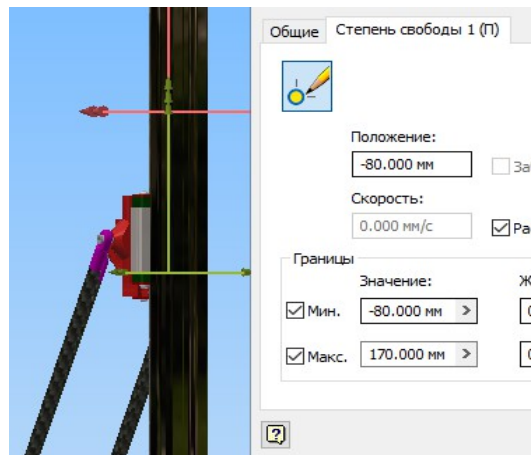 Общие
Степень свободы 1 (П)
Положение:
-80.000 мм
Скорость:
0.000 мм/с
Границы
Значение:
Мин.
-80.000 мм >
Макс.
170.000 мм >